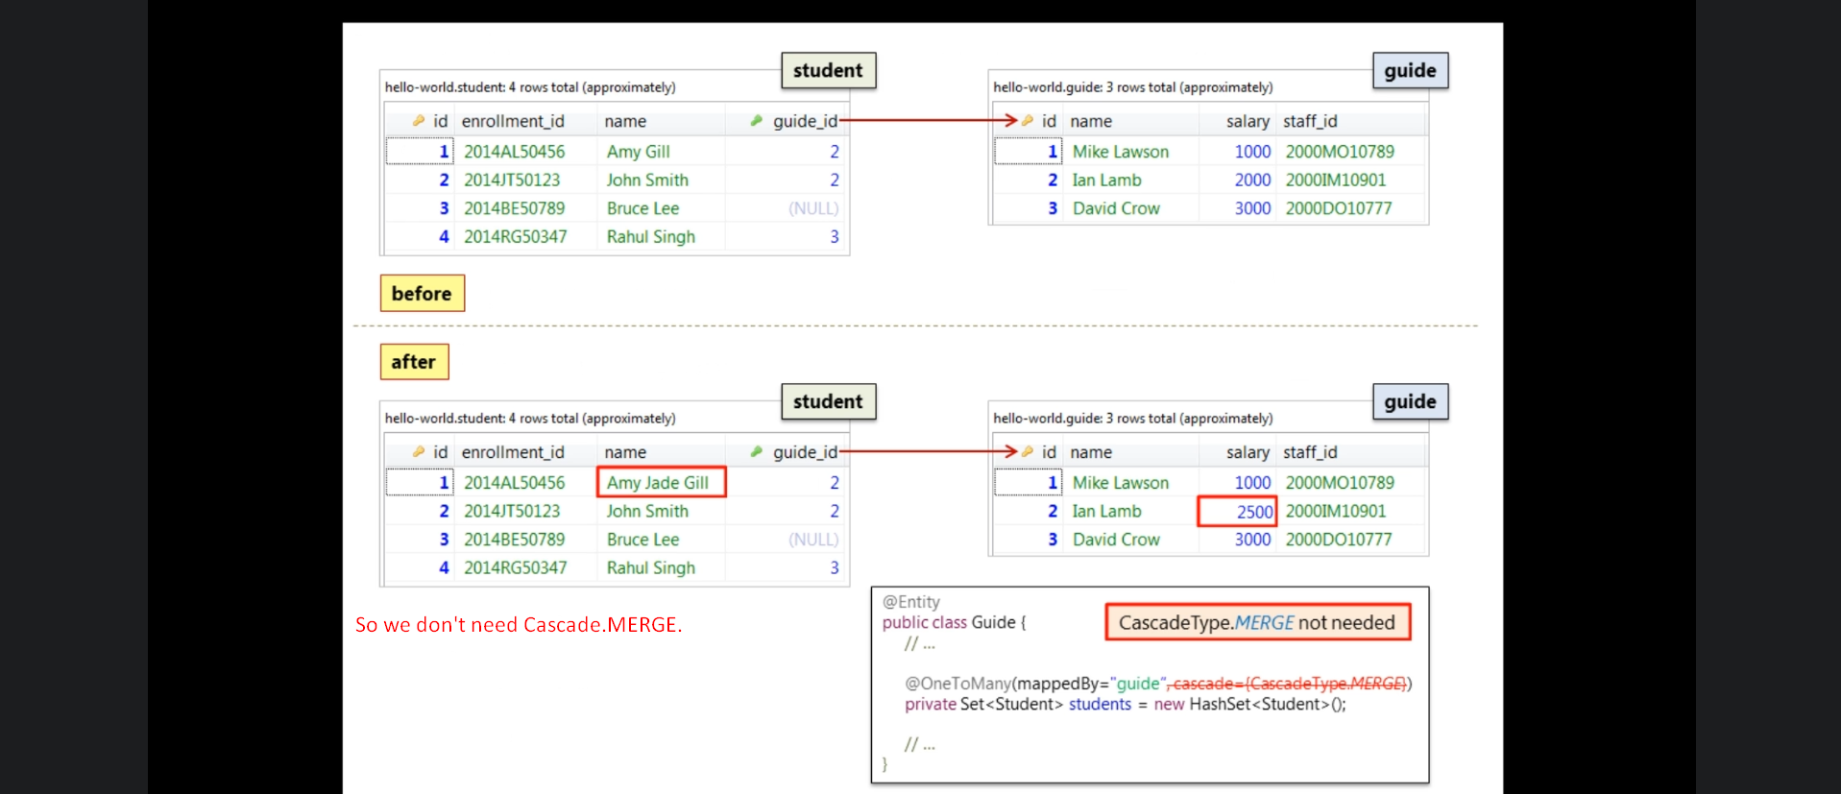 student
guide
hello-world.student: 4 rows total (approximately)
hello-world.guide: 3 rows total (approximately)
id enrollment_id name guide_id
id name salary staff_id
1 2014AL50456 Amy Gill 2
1 Mike Lawson 1000 2000MO10789
2 2014JT50123 John Smith 2
2 Ian Lamb 2000 2000IM10901
3 2014BE50789 Bruce Lee (NULL)
3 David Crow 3000 2000DO10777
4 2014RG50347 Rahul Singh 3
before
after
student
guide
hello-world.student: 4 rows total (approximately)
hello-world.guide: 3 rows total (approximately)
id enrollment_id name guide_id
id name salary staff_id
1 2014AL50456 Amy Jade Gill 2
1 Mike Lawson 1000 2000MO10789
2 2014JT50123 John Smith 2
2 Ian Lamb 2500 2000IM10901
3 2014BE50789 Bruce Lee (NULL)
3 David Crow 3000 2000DO10777
4 2014RG50347 Rahul Singh 3
So we don't need Cascade.MERGE.
@Entity
public class Guide {
CascadeType.MERGE not needed
// ...
@OneToMany(mappedBy="guide", cascade={CascadeType.MERGE})
private Set<Student> students = new HashSet<Student>();
// ...
}